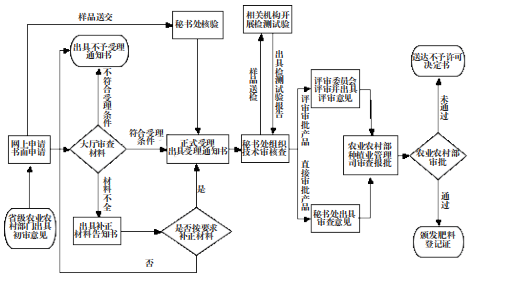 样品送交
秘书处核验
相关机构开
展检测试验
出具不予受理
通知书
不符合受理条件
样品送检
出具检测试验报告
网上申请
书面申请
大厅审查
材料
符合受理
条件
正式受理
出具受理通知书
秘书处组织
技术审核查
评审审批产品
直接审批产品
评审委员会
评审并出具
评审意见
秘书处出具
审查意见
农业农村部
种植业管理
司审查报批
送达不予许可
决定书
未通过
农业农村部
审批
通过
颁发肥料
登记证
省级农业农
村部门出具
初审意见
材料不全
出具补正
材料告知书
是否按要求
补正材料
是
否